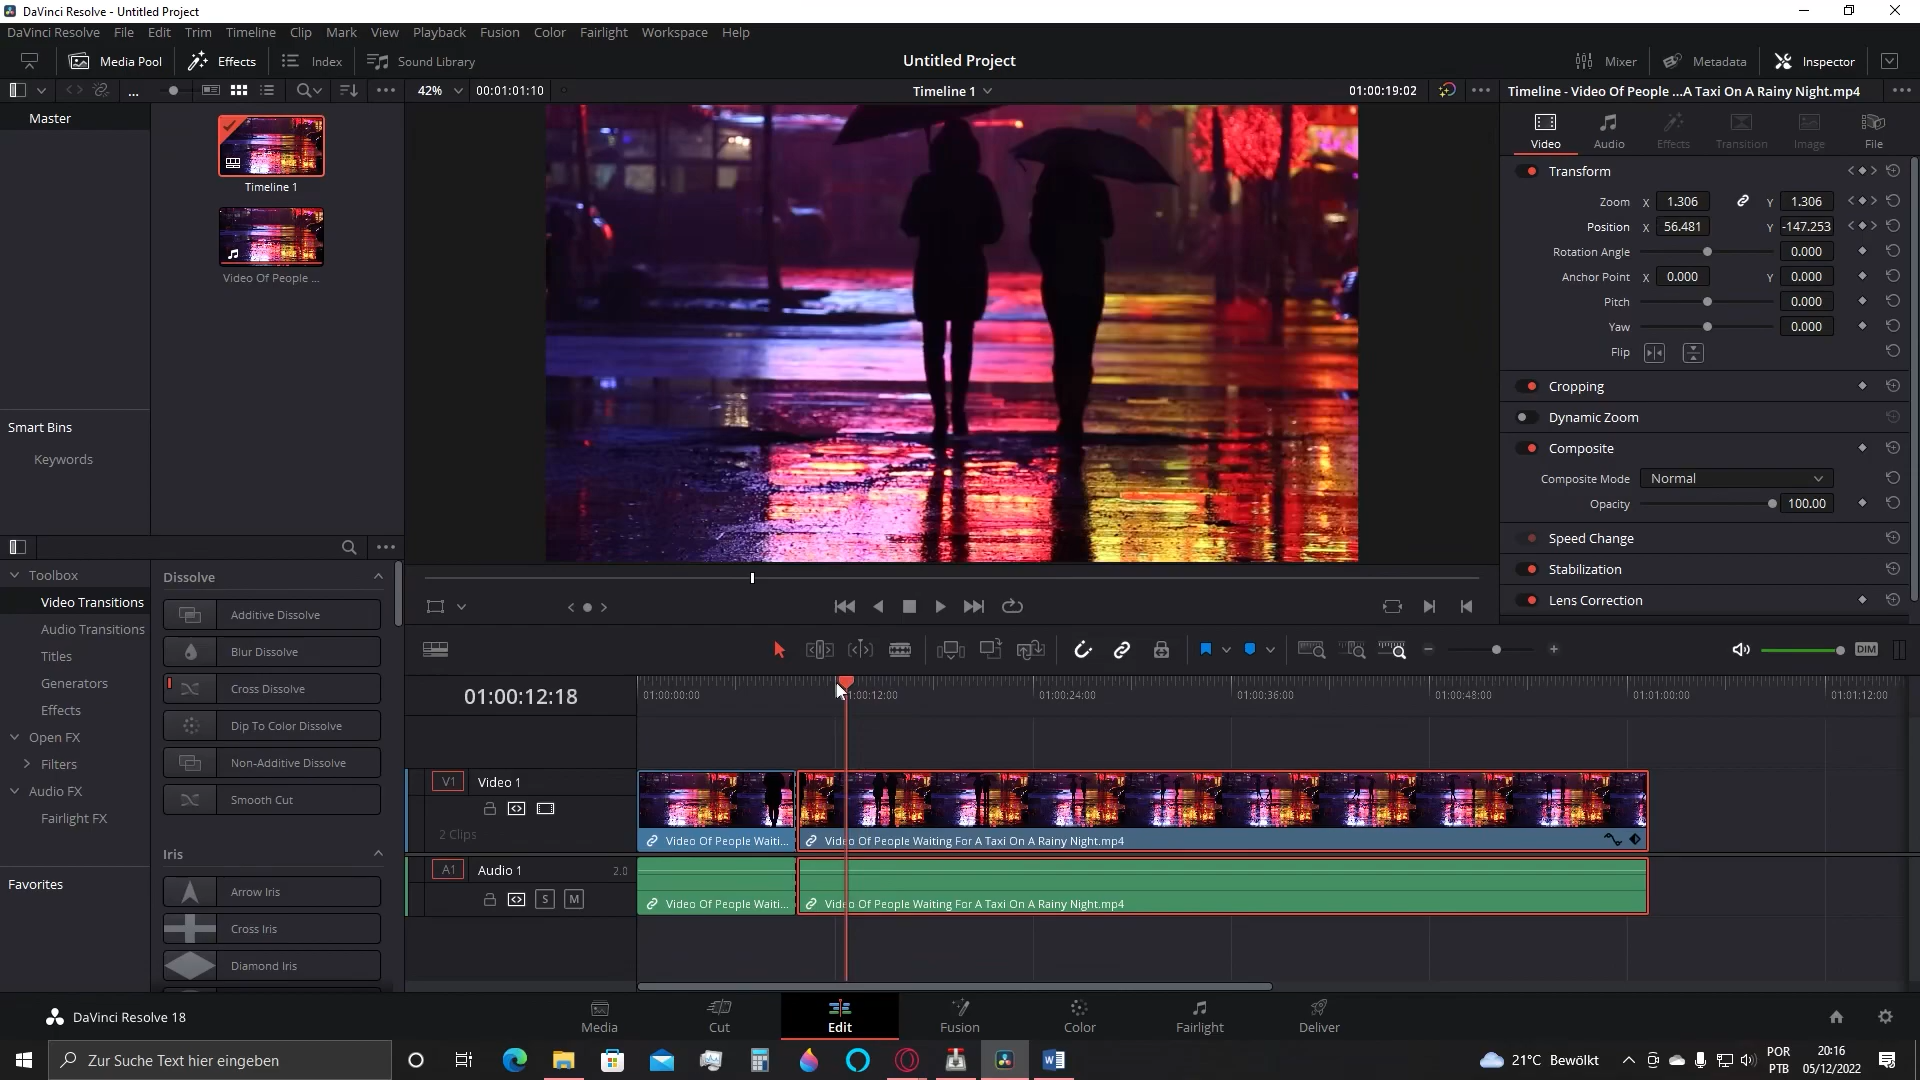 DaVinci Resolve - Untitled Project
DaVinci Resolve File Edit Trim Timeline Clip Mark View Playback Fusion Color Fairlight Workspace Help
Media Pool Effects Index Sound Library Untitled Project Mixer Metadata Inspector
... 42% 00:01:01:10 Timeline 1 01:00:19:02 Timeline - Video Of People ...A Taxi On A Rainy Night.mp4
Master
Timeline 1
Video Of People ...
Smart Bins
Keywords
Video Audio Effects Transition Image File
Transform
Zoom X 1.306 Y 1.306
Position X 56.481 Y -147.253
Rotation Angle 0.000
Anchor Point X 0.000 Y 0.000
Pitch 0.000
Yaw 0.000
Flip
Cropping
Dynamic Zoom
Composite
Composite Mode Normal
Opacity 100.00
Speed Change
Stabilization
Lens Correction
Toolbox
Video Transitions
Audio Transitions
Titles
Generators
Effects
Open FX
Filters
Audio FX
Fairlight FX
Favorites
Dissolve
Additive Dissolve
Blur Dissolve
Cross Dissolve
Dip To Color Dissolve
Non-Additive Dissolve
Smooth Cut
Iris
Arrow Iris
Cross Iris
Diamond Iris
DIM
01:00:12:18 01:00:00:00 01:00:12:00 01:00:24:00 01:00:36:00 01:00:48:00 01:01:00:00 01:01:12:00
V1 Video 1
2 Clips
Video Of People Waiti... Video Of People Waiting For A Taxi On A Rainy Night.mp4
A1 Audio 1 2.0
S M
Video Of People Waiti... Video Of People Waiting For A Taxi On A Rainy Night.mp4
DaVinci Resolve 18 Media Cut Edit Fusion Color Fairlight Deliver
Zur Suche Text hier eingeben 21°C Bewölkt POR PTB 20:16 05/12/2022